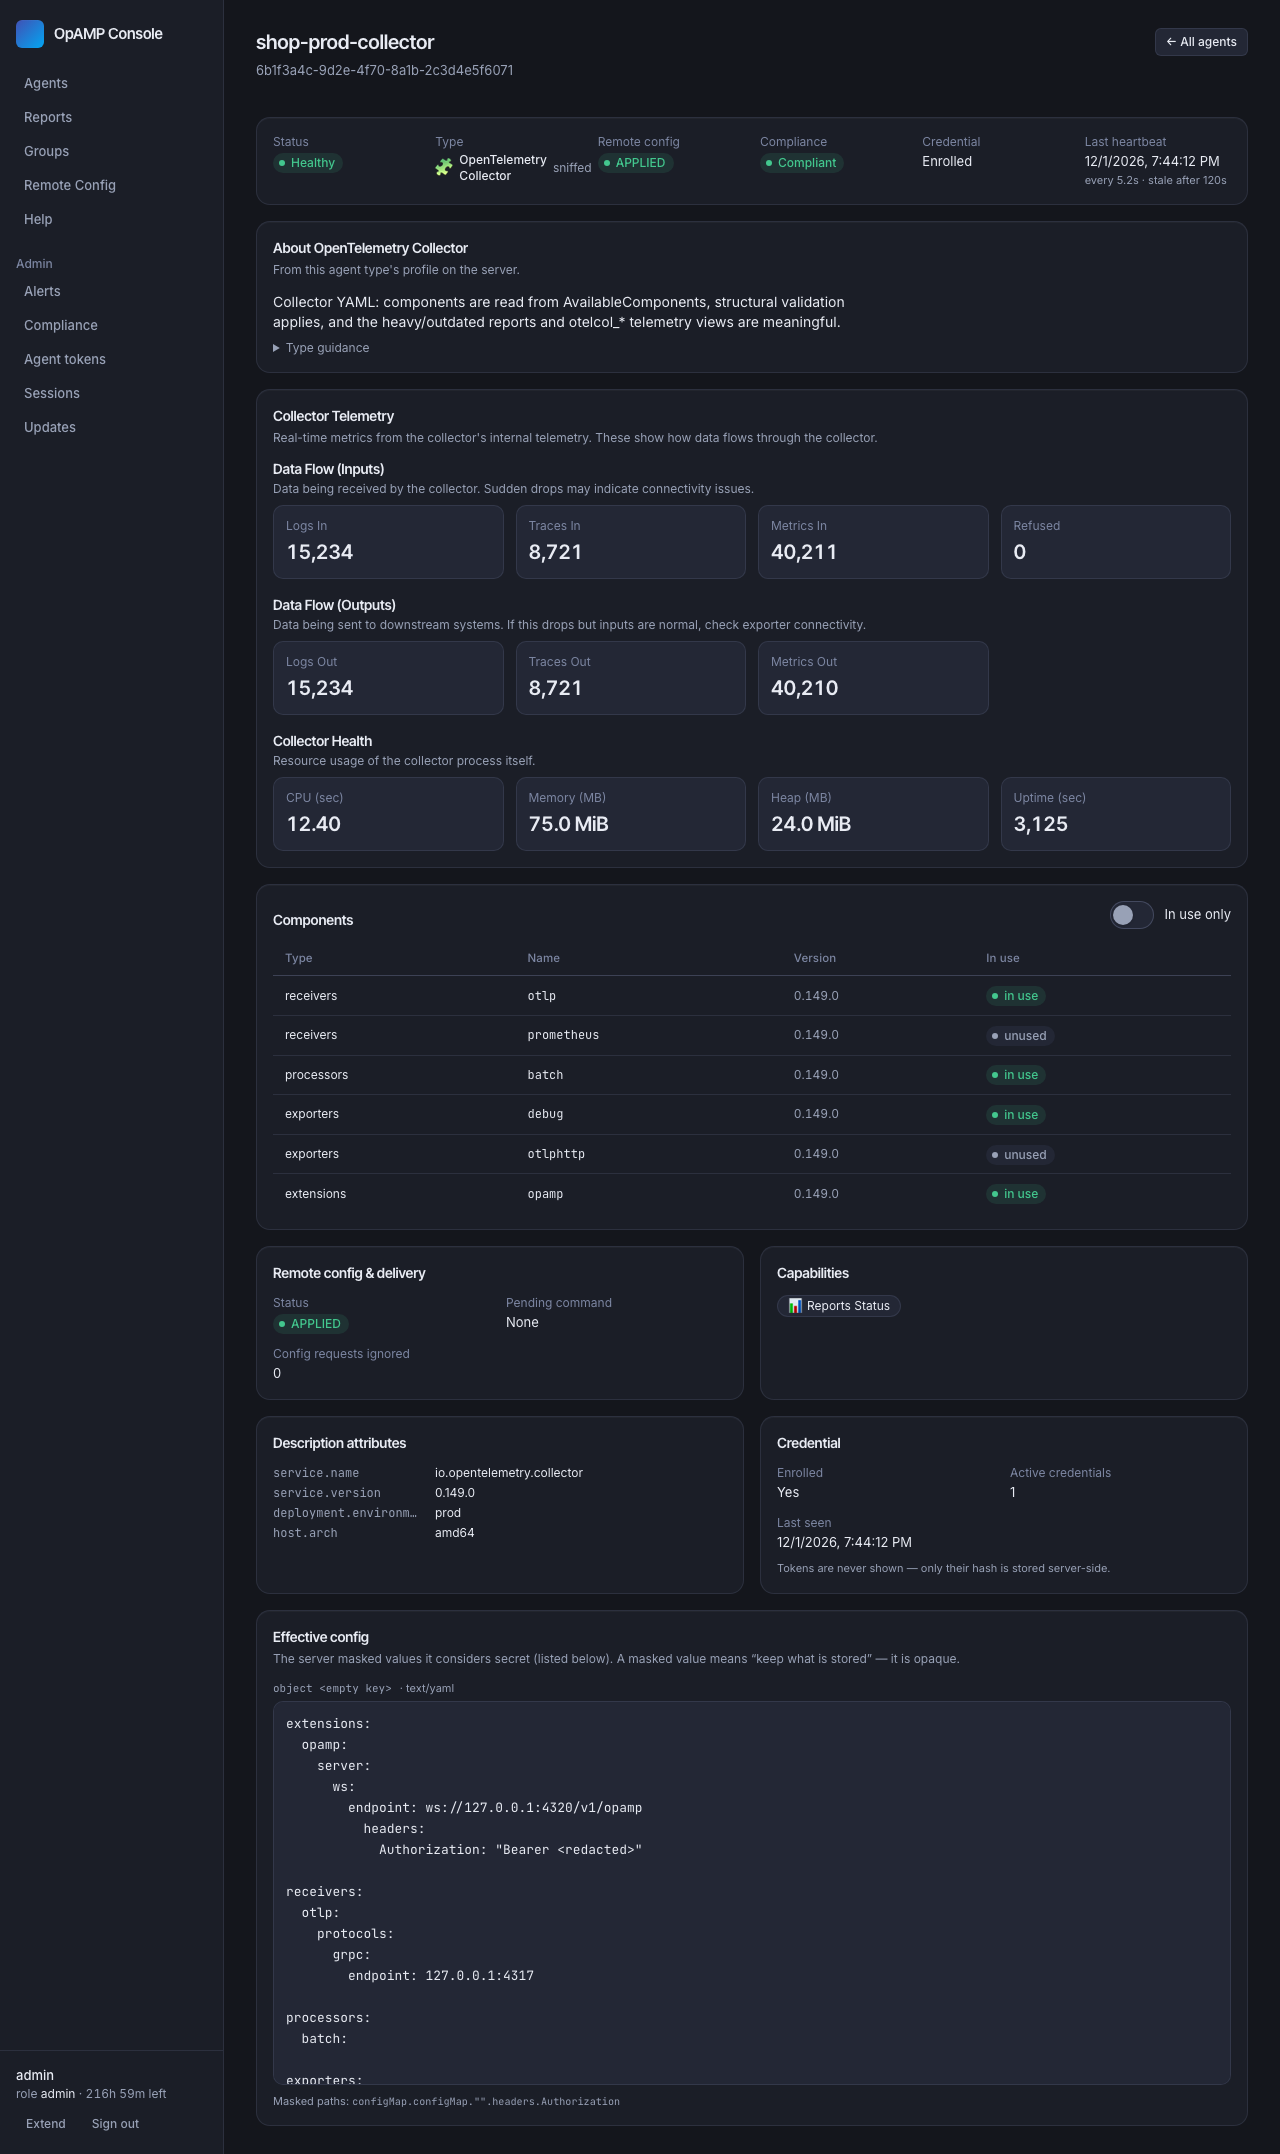 OpAMP Console
Agents
Reports
Groups
Remote Config
Help
Admin
Alerts
Compliance
Agent tokens
Sessions
Updates
admin
role admin · 216h 59m left
Extend Sign out
shop-prod-collector
← All agents
6b1f3a4c-9d2e-4f70-8a1b-2c3d4e5f6071
Status Type Remote config Compliance Credential Last heartbeat
Healthy OpenTelemetry Collector sniffed APPLIED Compliant Enrolled 12/1/2026, 7:44:12 PM
every 5.2s · stale after 120s
About OpenTelemetry Collector
From this agent type's profile on the server.
Collector YAML: components are read from AvailableComponents, structural validation
applies, and the heavy/outdated reports and otelcol_* telemetry views are meaningful.
Type guidance
Collector Telemetry
Real-time metrics from the collector's internal telemetry. These show how data flows through the collector.
Data Flow (Inputs)
Data being received by the collector. Sudden drops may indicate connectivity issues.
Logs In Traces In Metrics In Refused
15,234 8,721 40,211 0
Data Flow (Outputs)
Data being sent to downstream systems. If this drops but inputs are normal, check exporter connectivity.
Logs Out Traces Out Metrics Out
15,234 8,721 40,210
Collector Health
Resource usage of the collector process itself.
CPU (sec) Memory (MB) Heap (MB) Uptime (sec)
12.40 75.0 MiB 24.0 MiB 3,125
Components In use only
Type Name Version In use
receivers otlp 0.149.0 in use
receivers prometheus 0.149.0 unused
processors batch 0.149.0 in use
exporters debug 0.149.0 in use
exporters otlphttp 0.149.0 unused
extensions opamp 0.149.0 in use
Remote config & delivery
Status Pending command
APPLIED None
Config requests ignored
0
Capabilities
📊 Reports Status
Description attributes
service.name io.opentelemetry.collector
service.version 0.149.0
deployment.environm… prod
host.arch amd64
Credential
Enrolled Active credentials
Yes 1
Last seen
12/1/2026, 7:44:12 PM
Tokens are never shown — only their hash is stored server-side.
Effective config
The server masked values it considers secret (listed below). A masked value means “keep what is stored” — it is opaque.
object <empty key> · text/yaml
extensions:
  opamp:
    server:
      ws:
        endpoint: ws://127.0.0.1:4320/v1/opamp
          headers:
            Authorization: "Bearer <redacted>"
receivers:
  otlp:
    protocols:
      grpc:
        endpoint: 127.0.0.1:4317
processors:
  batch:
exporters:
Masked paths: configMap.configMap."".headers.Authorization